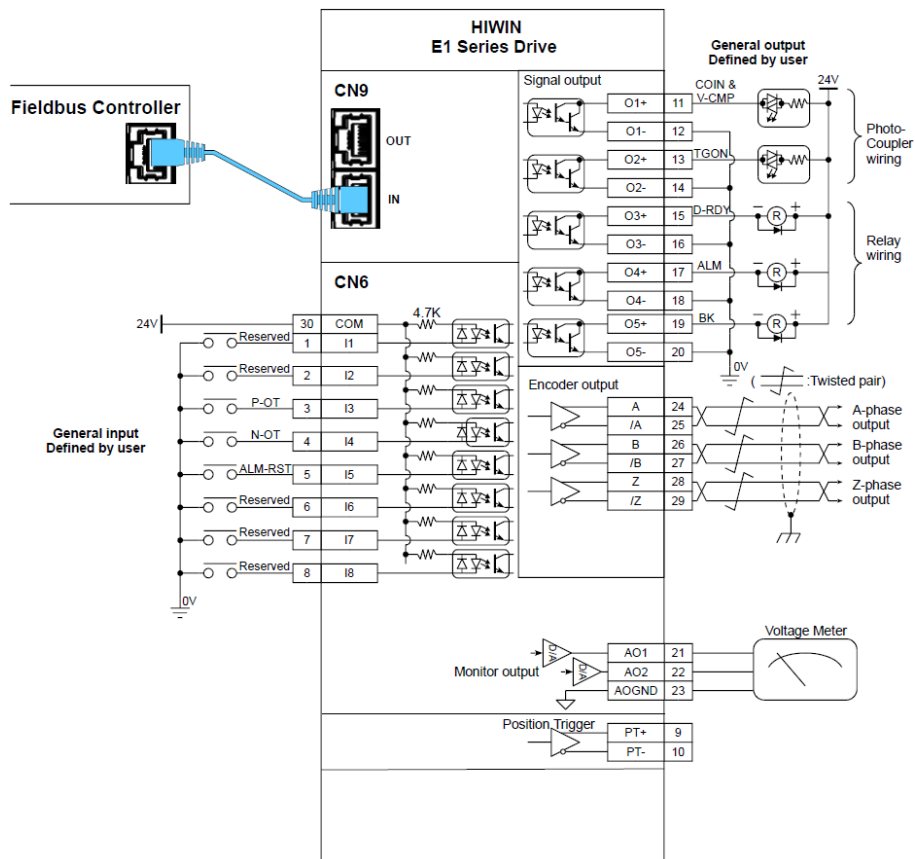 HIWIN
E1 Series Drive
Fieldbus Controller
CN9
OUT
IN
Signal output
General output
Defined by user
24V
O1+ 11 COIN &
V-CMP
O1- 12
O2+ 13 TGON
O2- 14
O3+ 15 D-RDY
O3- 16
O4+ 17 ALM
O4- 18
O5+ 19 BK
O5- 20
R
R
R
Photo-
Coupler
wiring
Relay
wiring
0V
CN6
4.7K
24V
30 COM
Reserved 1 I1
Reserved 2 I2
P-OT 3 I3
N-OT 4 I4
ALM-RST 5 I5
Reserved 6 I6
Reserved 7 I7
Reserved 8 I8
0V
General input
Defined by user
Encoder output
( :Twisted pair)
A 24
/A 25
B 26
/B 27
Z 28
/Z 29
A-phase
output
B-phase
output
Z-phase
output
Monitor output
D/A
D/A
AO1 21
AO2 22
AOGND 23
Voltage Meter
Position Trigger
PT+ 9
PT- 10